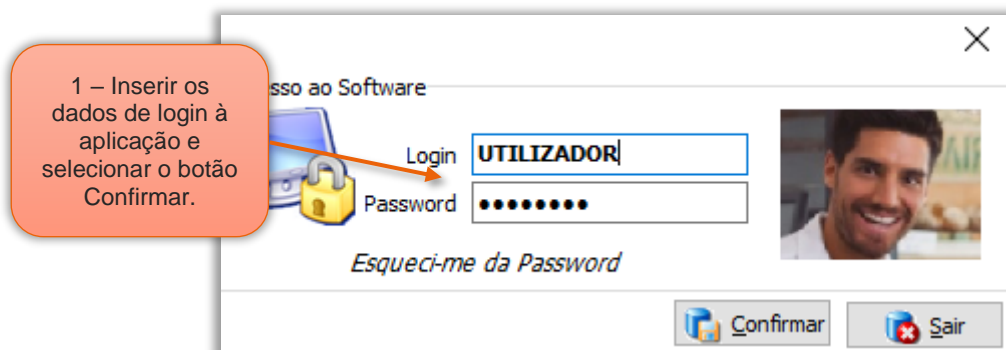 1 – Inserir os
dados de login à
aplicação e
selecionar o botão
Confirmar.
sso ao Software
Login UTILIZADOR
Password ●●●●●●●●
Esqueci-me da Password
Confirmar Sair